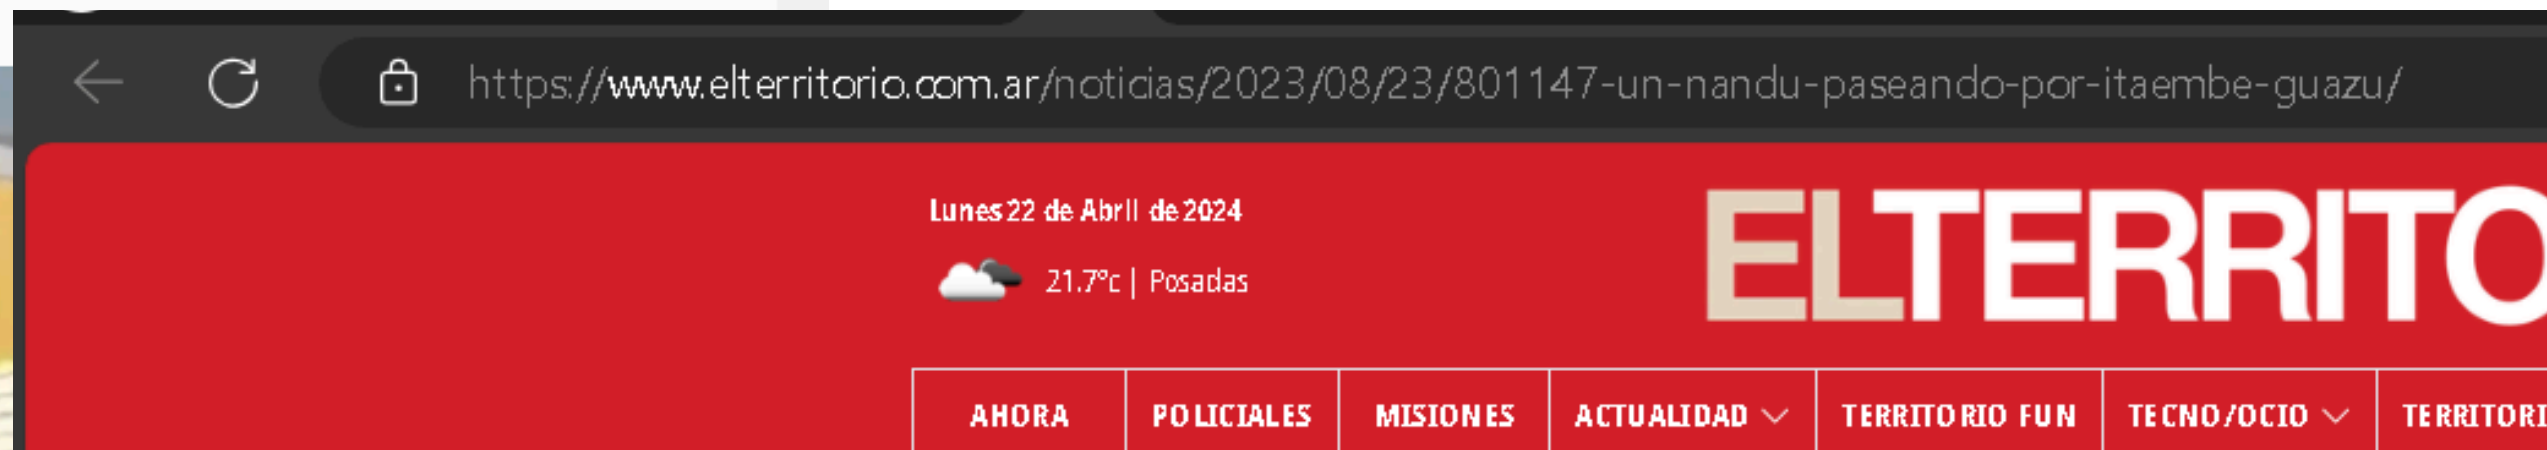 https://www.elterritorio.com.ar/noticias/2023/08/23/801147-un-nandu-paseando-por-itaembe-guazu/
Lunes 22 de Abril de 2024
ELTERRITO
21.7°c | Posadas
AHORA POLICIALES MISIONES ACTUALIDAD TERRITORIO FUN TECNO/OCIO TERRITORI